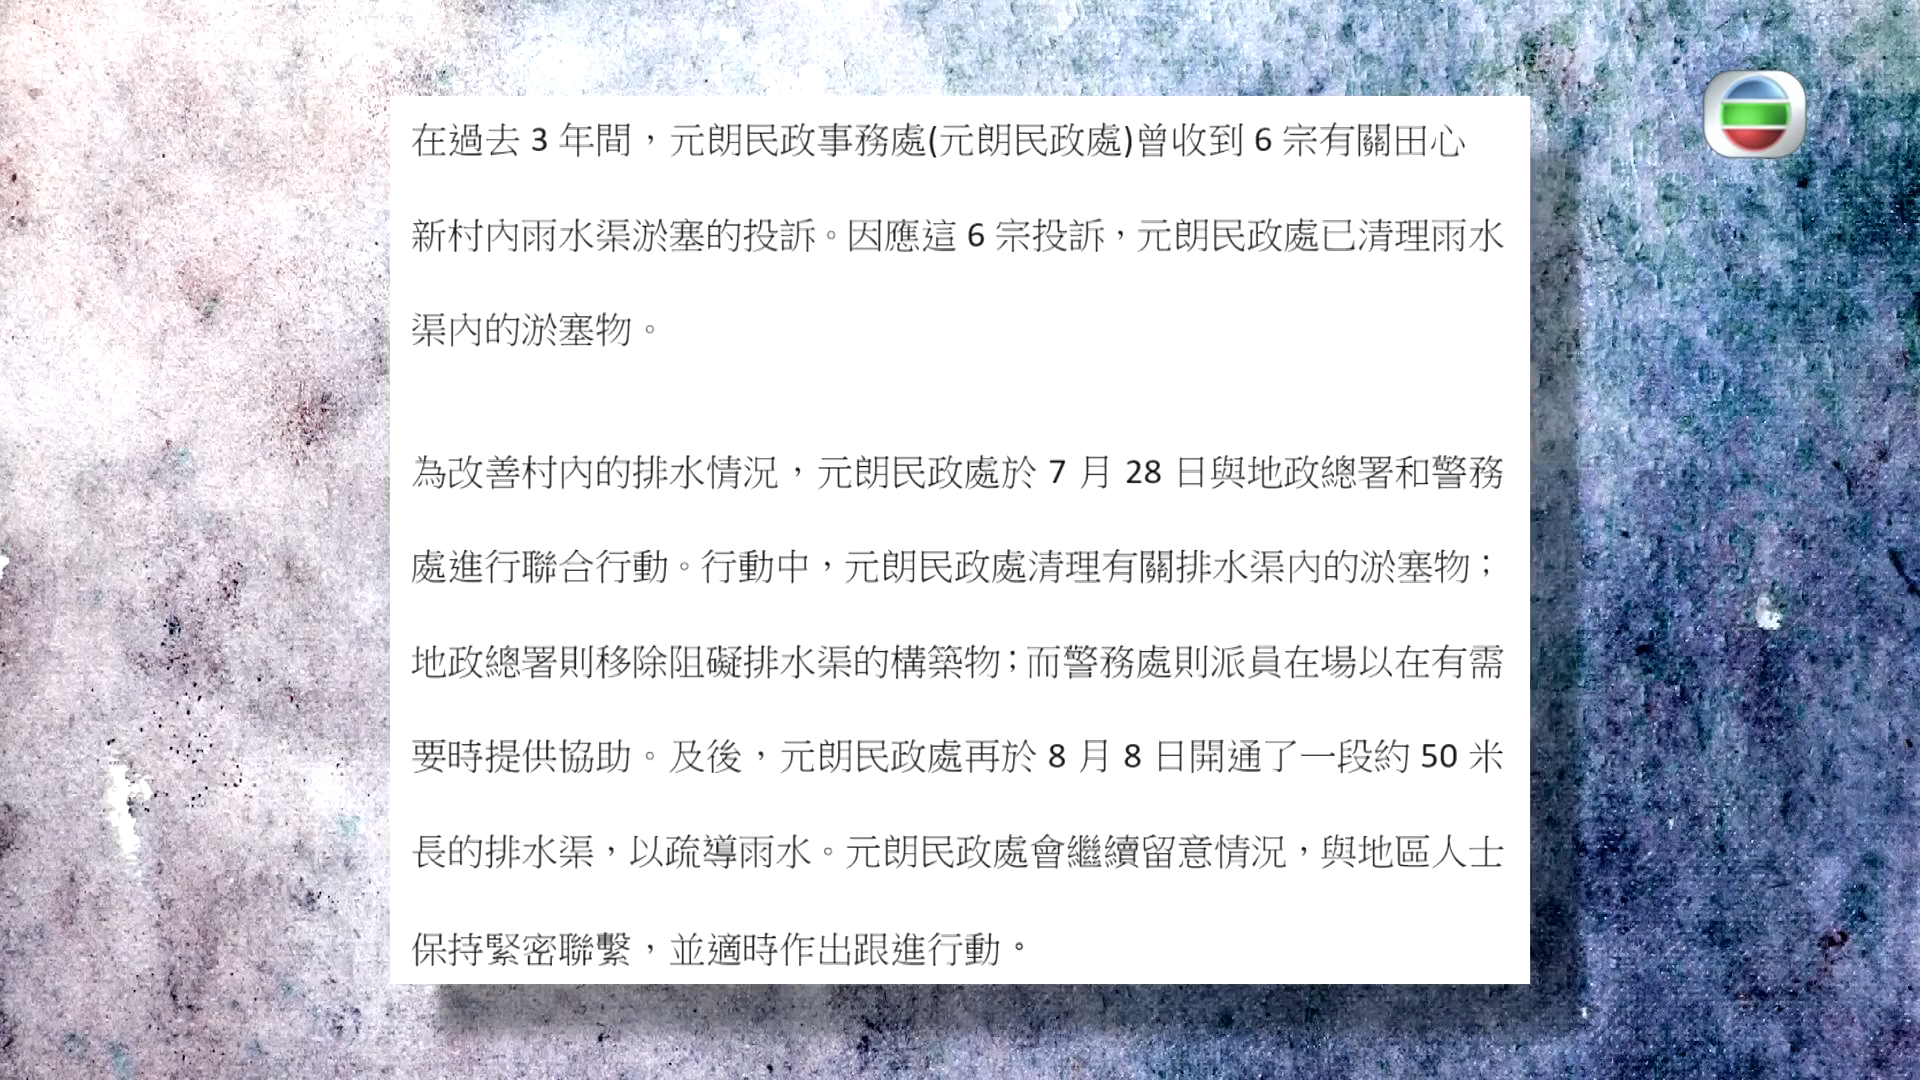 在過去 3 年間，元朗民政事務處(元朗民政處)曾收到 6 宗有關田心
新村內雨水渠淤塞的投訴。因應這 6 宗投訴，元朗民政處已清理雨水
渠內的淤塞物。
為改善村內的排水情況，元朗民政處於 7 月 28 日與地政總署和警務
處進行聯合行動。行動中，元朗民政處清理有關排水渠內的淤塞物；
地政總署則移除阻礙排水渠的構築物；而警務處則派員在場以在有需
要時提供協助。及後，元朗民政處再於 8 月 8 日開通了一段約 50 米
長的排水渠，以疏導雨水。元朗民政處會繼續留意情況，與地區人士
保持緊密聯繫，並適時作出跟進行動。